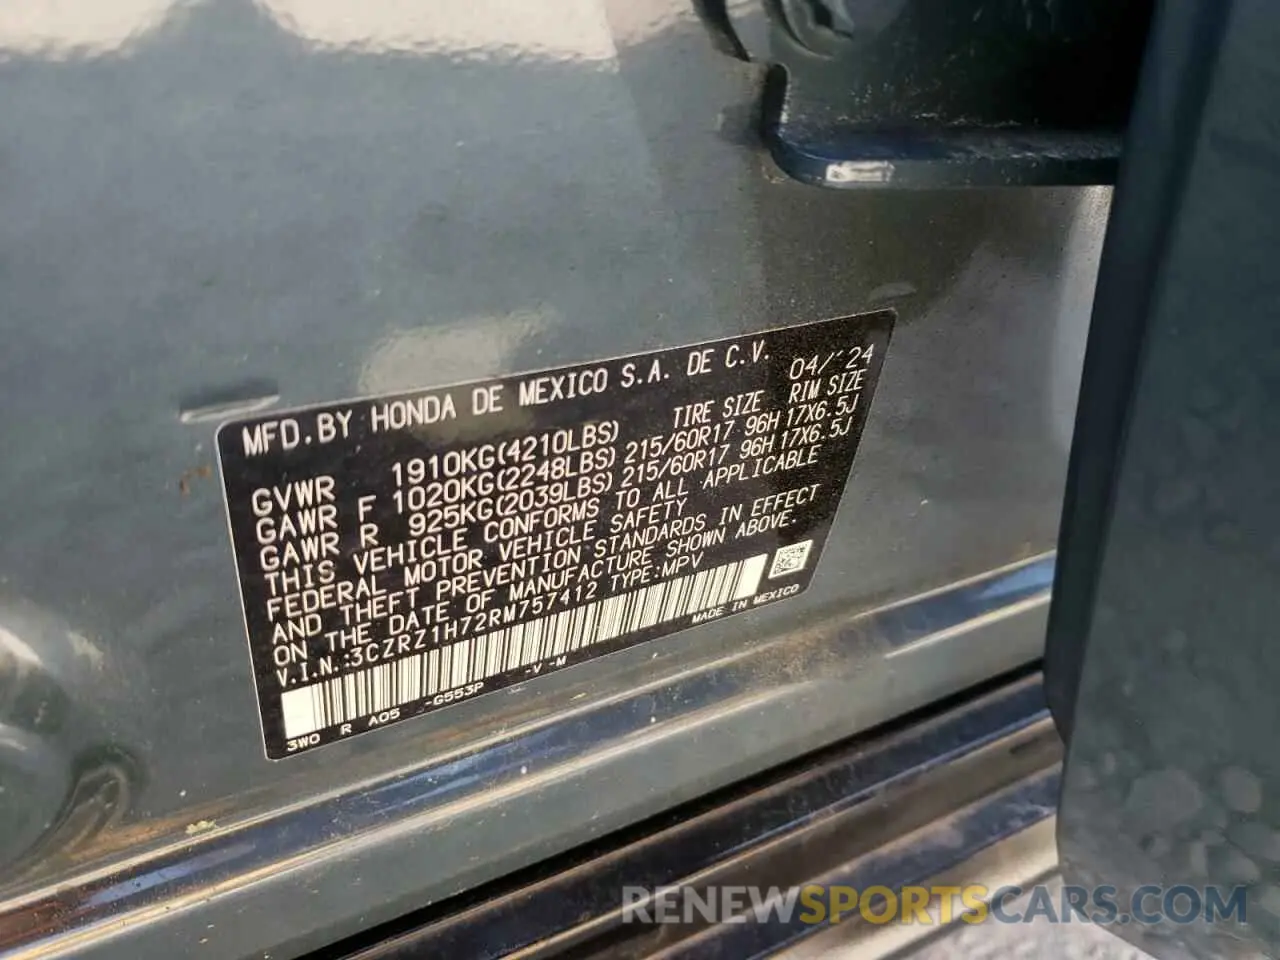 MFD.BY HONDA DE MEXICO S.A. DE C.V. 04/'24
TIRE SIZE RIM SIZE
GVWR 1910KG(4210LBS)
GAWR F 1020KG(2248LBS) 215/60R17 96H 17X6.5J
GAWR R 925KG(2039LBS) 215/60R17 96H 17X6.5J
THIS VEHICLE CONFORMS TO ALL APPLICABLE
FEDERAL MOTOR VEHICLE SAFETY
AND THEFT PREVENTION STANDARDS IN EFFECT
ON THE DATE OF MANUFACTURE SHOWN ABOVE.
V.I.N.:3CZRZ1H72RM757412 TYPE:MPV
MADE IN MEXICO
3WO R A05 -G553P -V -M
RENEWSPORTSCARS.COM